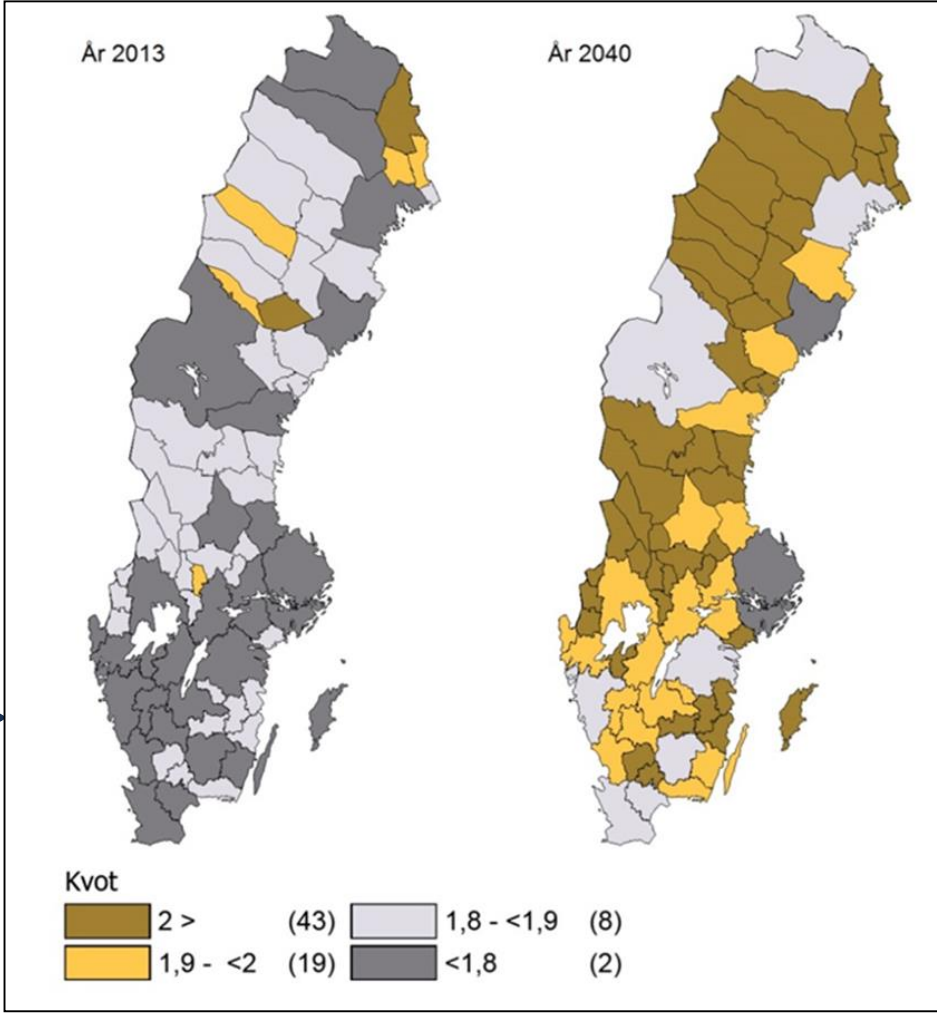 År 2013
År 2040
Kvot
2 > (43)
1,8 - <1,9 (8)
1,9 - <2 (19)
<1,8 (2)